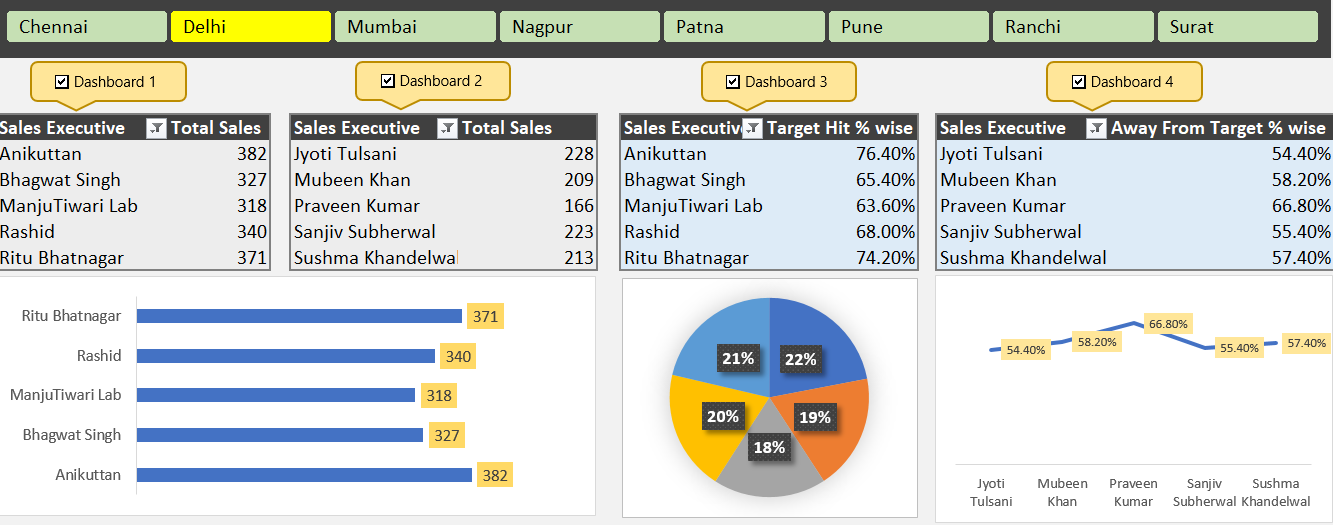 Chennai Delhi Mumbai Nagpur Patna Pune Ranchi Surat
Dashboard 1 Dashboard 2 Dashboard 3 Dashboard 4
Sales Executive Total Sales
Anikuttan 382
Bhagwat Singh 327
ManjuTiwari Lab 318
Rashid 340
Ritu Bhatnagar 371
Sales Executive Total Sales
Jyoti Tulsani 228
Mubeen Khan 209
Praveen Kumar 166
Sanjiv Subherwal 223
Sushma Khandelwal 213
Sales Executiv Target Hit % wise
Anikuttan 76.40%
Bhagwat Singh 65.40%
ManjuTiwari Lab 63.60%
Rashid 68.00%
Ritu Bhatnagar 74.20%
Sales Executive Away From Target % wise
Jyoti Tulsani 54.40%
Mubeen Khan 58.20%
Praveen Kumar 66.80%
Sanjiv Subherwal 55.40%
Sushma Khandelwal 57.40%
Ritu Bhatnagar 371
Rashid 340
ManjuTiwari Lab 318
Bhagwat Singh 327
Anikuttan 382
21% 22%
20% 19%
18%
54.40% 58.20% 66.80% 55.40% 57.40%
Jyoti Mubeen Praveen Sanjiv Sushma
Tulsani Khan Kumar Subherwal Khandelwal